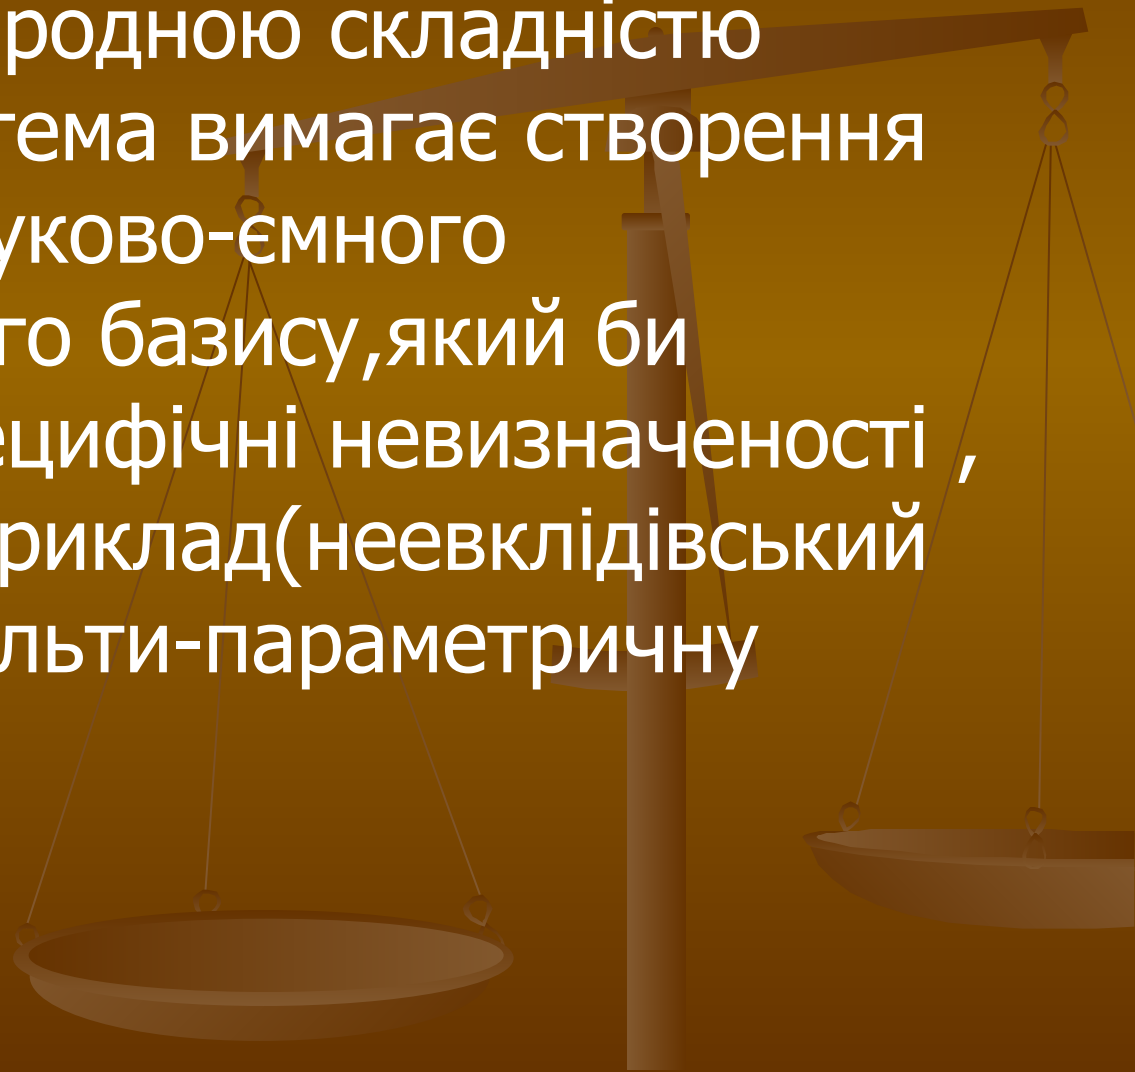 родною складністю
тема вимагає створення
уково-ємного
го базису,який би
ецифічні невизначеності ,
риклад(неевклідівський
льти-параметричну